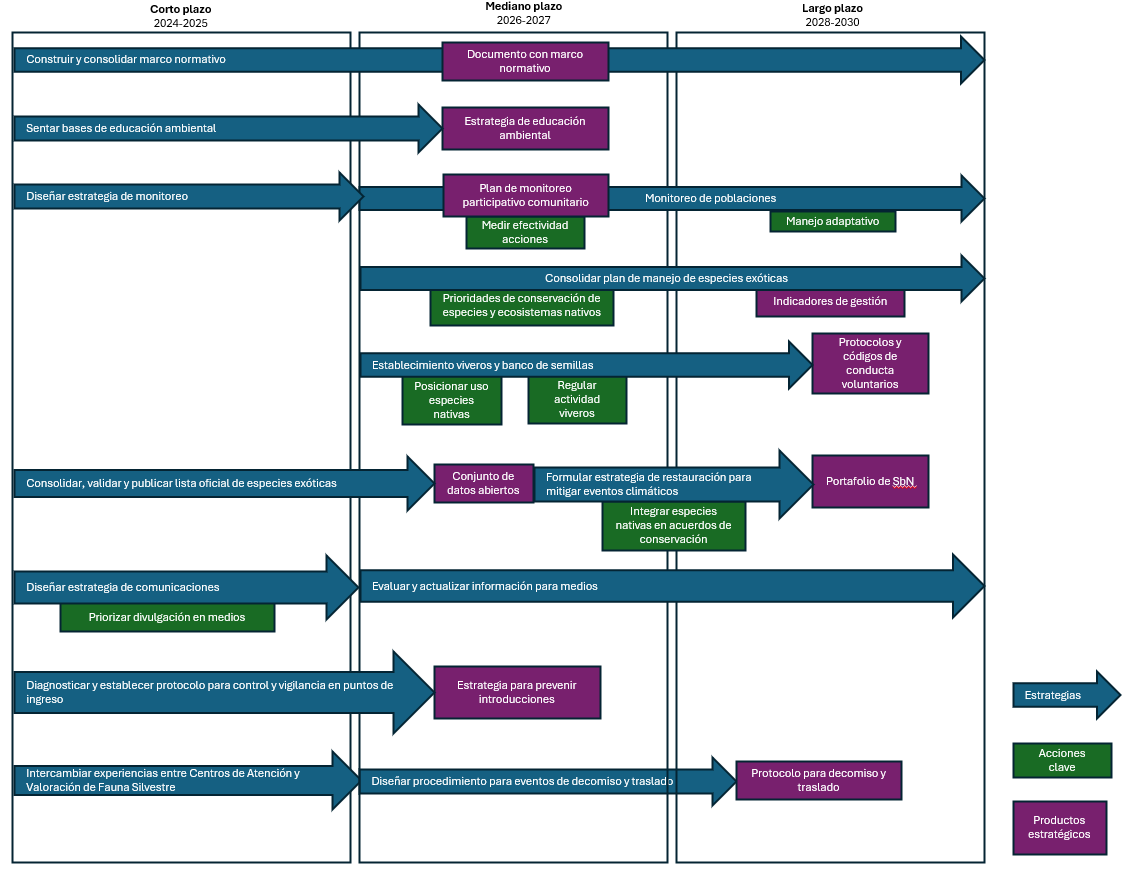 Corto plazo
2024-2025
Mediano plazo
2026-2027
Largo plazo
2028-2030
Construir y consolidar marco normativo
Documento con marco
normativo
Sentar bases de educación ambiental
Estrategia de educación
ambiental
Diseñar estrategia de monitoreo
Plan de monitoreo
participativo comunitario
Monitoreo de poblaciones
Medir efectividad
acciones
Manejo adaptativo
Consolidar plan de manejo de especies exóticas
Prioridades de conservación de
especies y ecosistemas nativos
Indicadores de gestión
Establecimiento viveros y banco de semillas
Protocolos y
códigos de
conducta
voluntarios
Posicionar uso
especies
nativas
Regular
actividad
viveros
Consolidar, validar y publicar lista oficial de especies exóticas
Conjunto de
datos abiertos
Formular estrategia de restauración para
mitigar eventos climáticos
Portafolio de SbN
Integrar especies
nativas en acuerdos de
conservación
Diseñar estrategia de comunicaciones
Evaluar y actualizar información para medios
Priorizar divulgación en medios
Diagnosticar y establecer protocolo para control y vigilancia en puntos de
ingreso
Estrategia para prevenir
introducciones
Intercambiar experiencias entre Centros de Atención y
Valoración de Fauna Silvestre
Diseñar procedimiento para eventos de decomiso y traslado
Protocolo para decomiso y
traslado
Estrategias
Acciones
clave
Productos
estratégicos